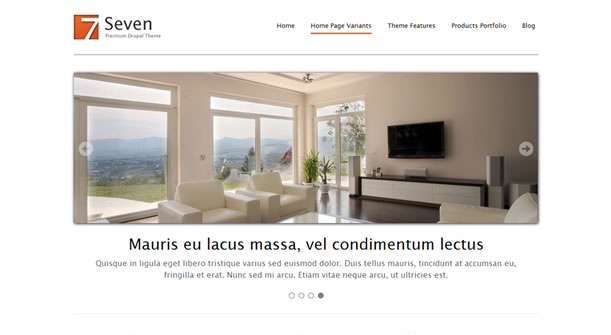 7 Seven
Premium Drupal Theme
Home Home Page Variants Theme Features Products Portfolio Blog
Mauris eu lacus massa, vel condimentum lectus
Quisque in ligula eget libero tristique varius sed euismod dolor. Duis tellus mauris, tincidunt at accumsan eu,
fringilla et erat. Nunc sed mi arcu. Etiam vitae neque arcu, ut ultricies est.